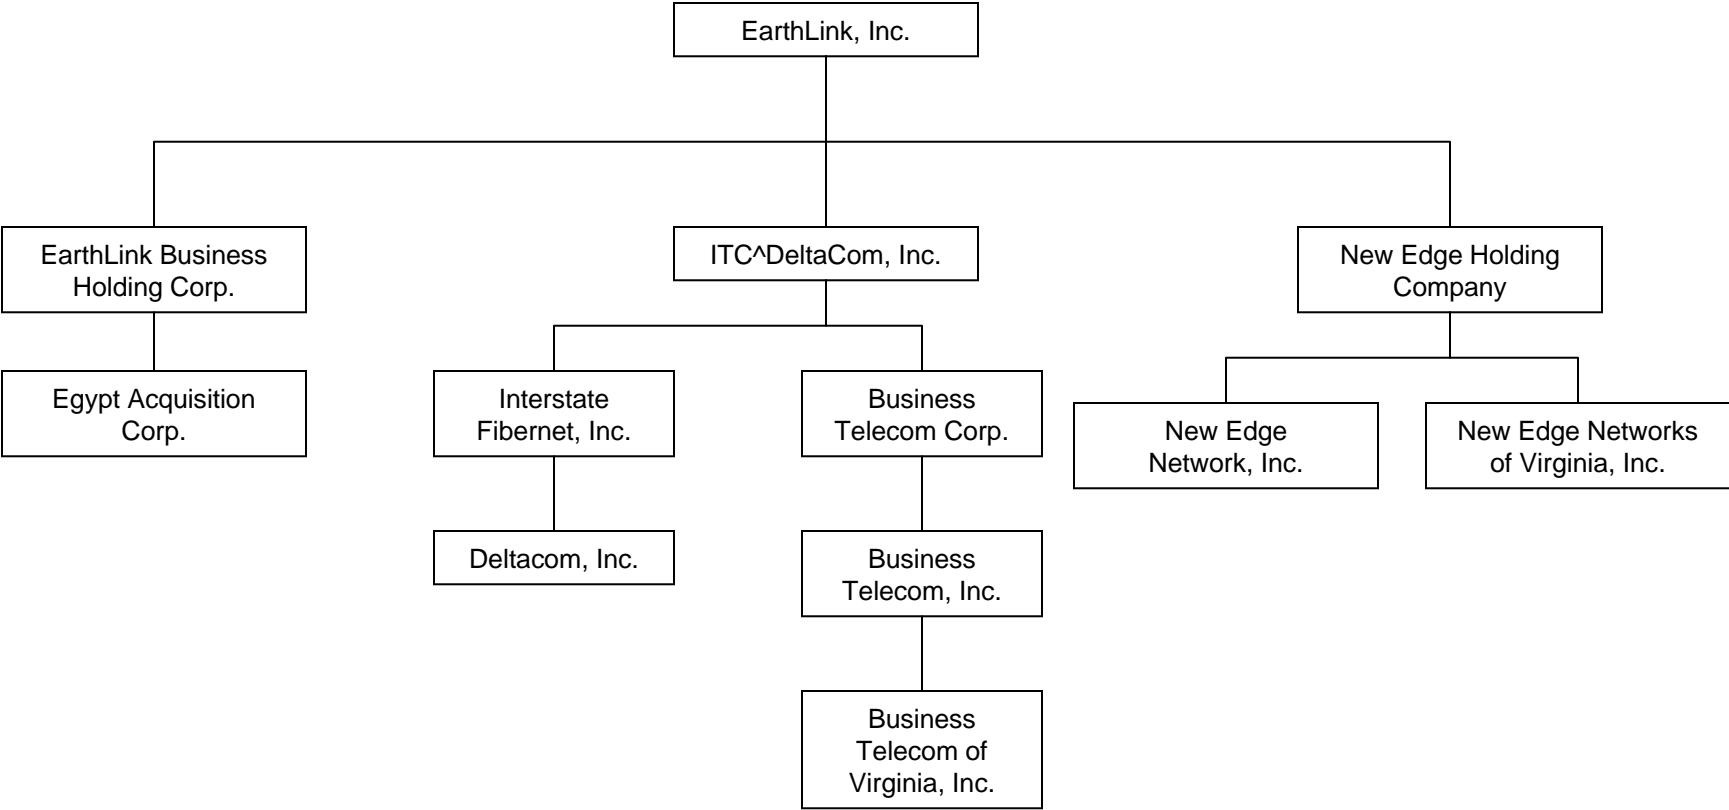 EarthLink, Inc.
EarthLink Business
Holding Corp.
ITC^DeltaCom, Inc.
New Edge Holding
Company
Egypt Acquisition
Corp.
Interstate
Fibernet, Inc.
Business
Telecom Corp.
New Edge
Network, Inc.
New Edge Networks
of Virginia, Inc.
Deltacom, Inc.
Business
Telecom, Inc.
Business
Telecom of
Virginia, Inc.